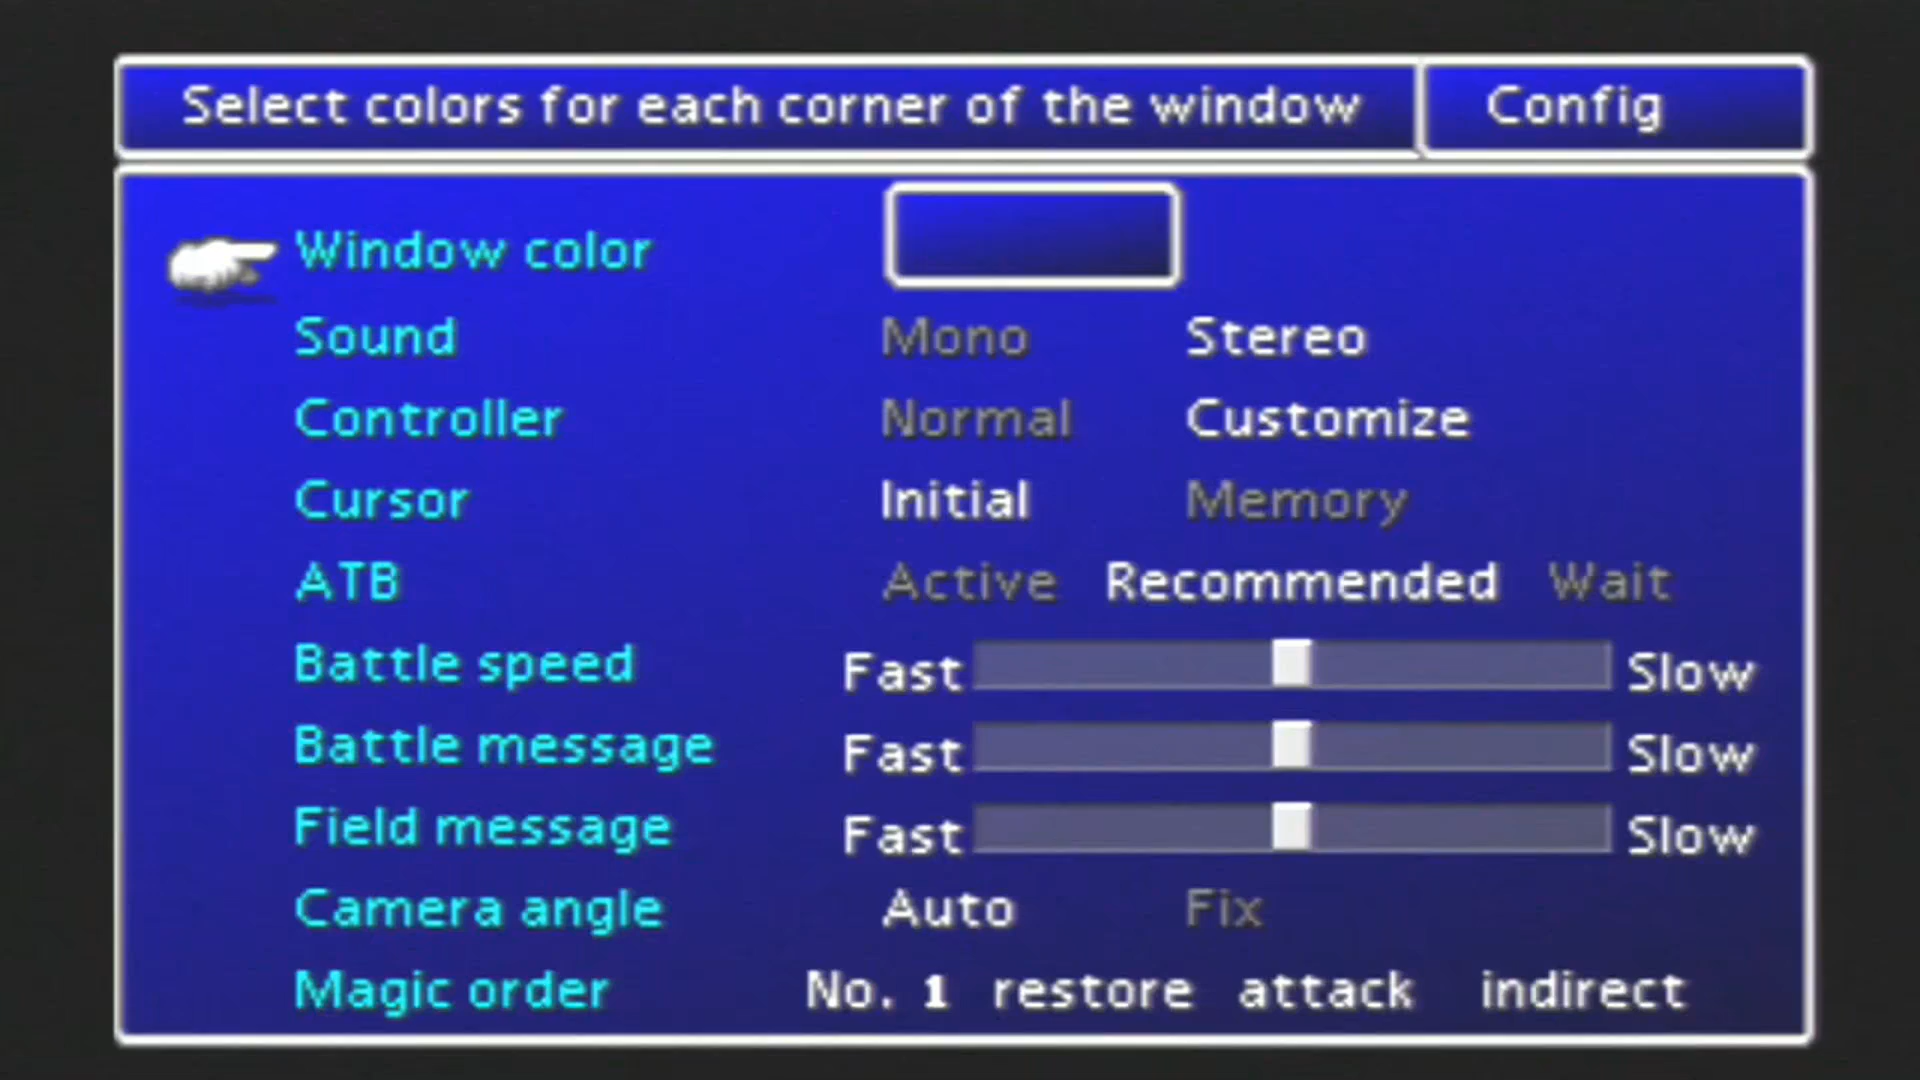 Select colors for each corner of the window Config
Window color
Sound Mono Stereo
Controller Normal Customize
Cursor Initial Memory
ATB Active Recommended Wait
Battle speed Fast Slow
Battle message Fast Slow
Field message Fast Slow
Camera angle Auto Fix
Magic order No. 1 restore attack indirect